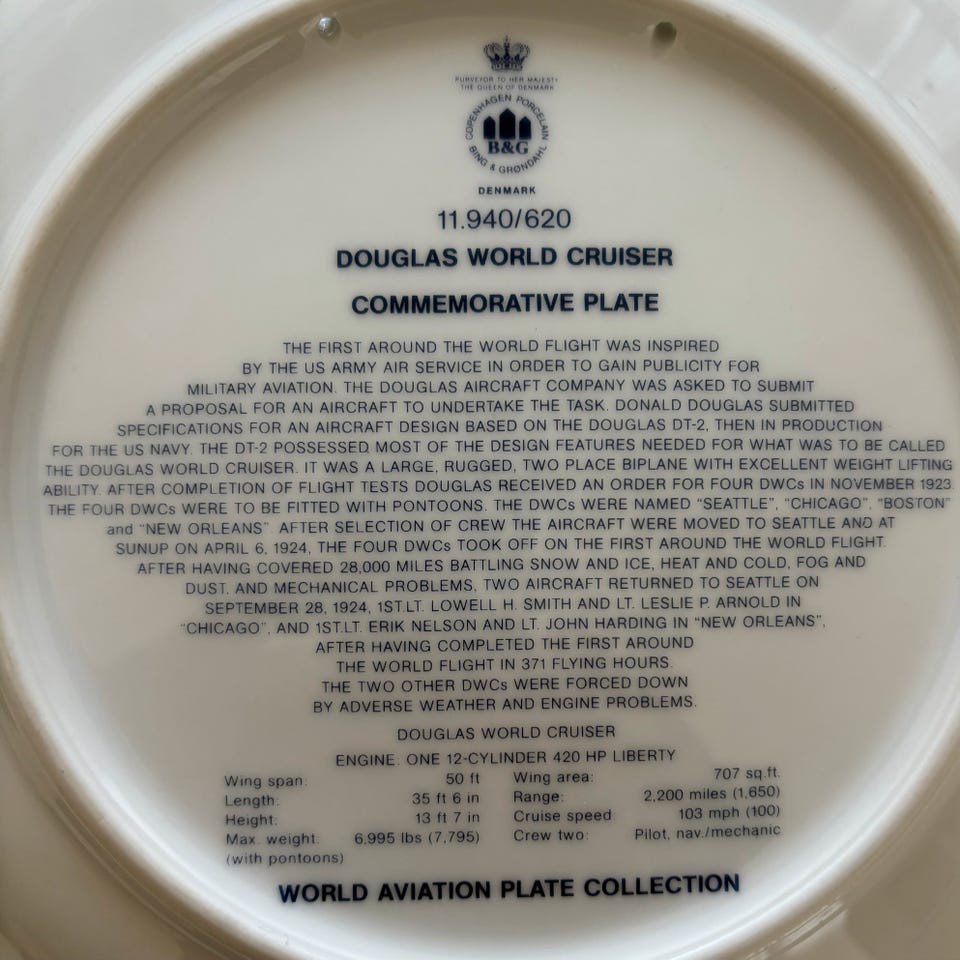 PURVEYOR TO HER MAJESTY
THE QUEEN OF DENMARK
COPENHAGEN PORCELAIN
B&G
BING & GRØNDAHL
DENMARK
11.940/620
DOUGLAS WORLD CRUISER
COMMEMORATIVE PLATE
THE FIRST AROUND THE WORLD FLIGHT WAS INSPIRED
BY THE US ARMY AIR SERVICE IN ORDER TO GAIN PUBLICITY FOR
MILITARY AVIATION. THE DOUGLAS AIRCRAFT COMPANY WAS ASKED TO SUBMIT
A PROPOSAL FOR AN AIRCRAFT TO UNDERTAKE THE TASK. DONALD DOUGLAS SUBMITTED
SPECIFICATIONS FOR AN AIRCRAFT DESIGN BASED ON THE DOUGLAS DT-2, THEN IN PRODUCTION
FOR THE US NAVY. THE DT-2 POSSESSED MOST OF THE DESIGN FEATURES NEEDED FOR WHAT WAS TO BE CALLED
THE DOUGLAS WORLD CRUISER. IT WAS A LARGE, RUGGED, TWO PLACE BIPLANE WITH EXCELLENT WEIGHT LIFTING
ABILITY. AFTER COMPLETION OF FLIGHT TESTS DOUGLAS RECEIVED AN ORDER FOR FOUR DWCs IN NOVEMBER 1923.
THE FOUR DWCs WERE TO BE FITTED WITH PONTOONS. THE DWCs WERE NAMED "SEATTLE", "CHICAGO", "BOSTON"
and "NEW ORLEANS". AFTER SELECTION OF CREW THE AIRCRAFT WERE MOVED TO SEATTLE AND AT
SUNUP ON APRIL 6, 1924, THE FOUR DWCs TOOK OFF ON THE FIRST AROUND THE WORLD FLIGHT.
AFTER HAVING COVERED 28,000 MILES BATTLING SNOW AND ICE, HEAT AND COLD, FOG AND
DUST. AND MECHANICAL PROBLEMS, TWO AIRCRAFT RETURNED TO SEATTLE ON
SEPTEMBER 28, 1924, 1ST.LT. LOWELL H. SMITH AND LT. LESLIE P. ARNOLD IN
"CHICAGO", AND 1ST.LT. ERIK NELSON AND LT. JOHN HARDING IN "NEW ORLEANS",
AFTER HAVING COMPLETED THE FIRST AROUND
THE WORLD FLIGHT IN 371 FLYING HOURS.
THE TWO OTHER DWCs WERE FORCED DOWN
BY ADVERSE WEATHER AND ENGINE PROBLEMS.
DOUGLAS WORLD CRUISER
ENGINE: ONE 12-CYLINDER 420 HP LIBERTY
Wing span: 50 ft Wing area: 707 sq.ft.
Length: 35 ft 6 in Range: 2,200 miles (1,650)
Height: 13 ft 7 in Cruise speed 103 mph (100)
Max. weight: 6.995 lbs (7,795) Crew two: Pilot, nav./mechanic
(with pontoons)
WORLD AVIATION PLATE COLLECTION